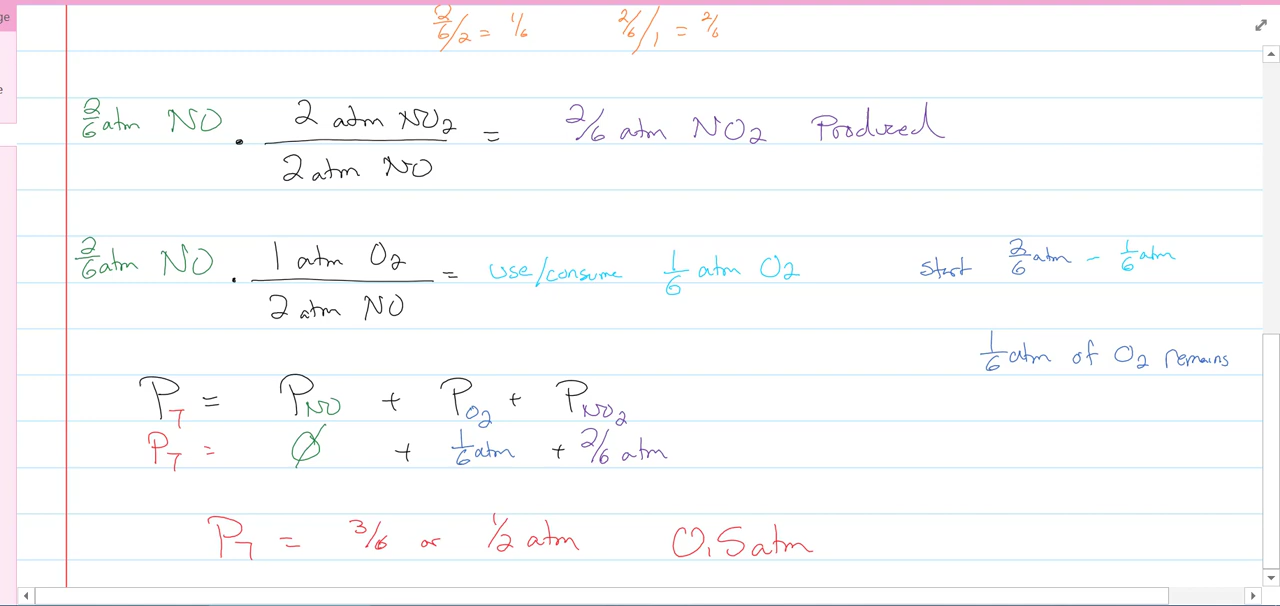 ge
2/6/2 = 1/6 2/6/1 = 2/6
e
2/6 atm NO · 2 atm NO2 / 2 atm NO = 2/6 atm NO2 Produced
2/6 atm NO · 1 atm O2 / 2 atm NO = use/consume 1/6 atm O2 start 2/6 atm - 1/6 atm
1/6 atm of O2 remains
PT = PNO + PO2 + PNO2
PT = ∅ + 1/6 atm + 2/6 atm
PT = 3/6 or 1/2 atm 0.5 atm